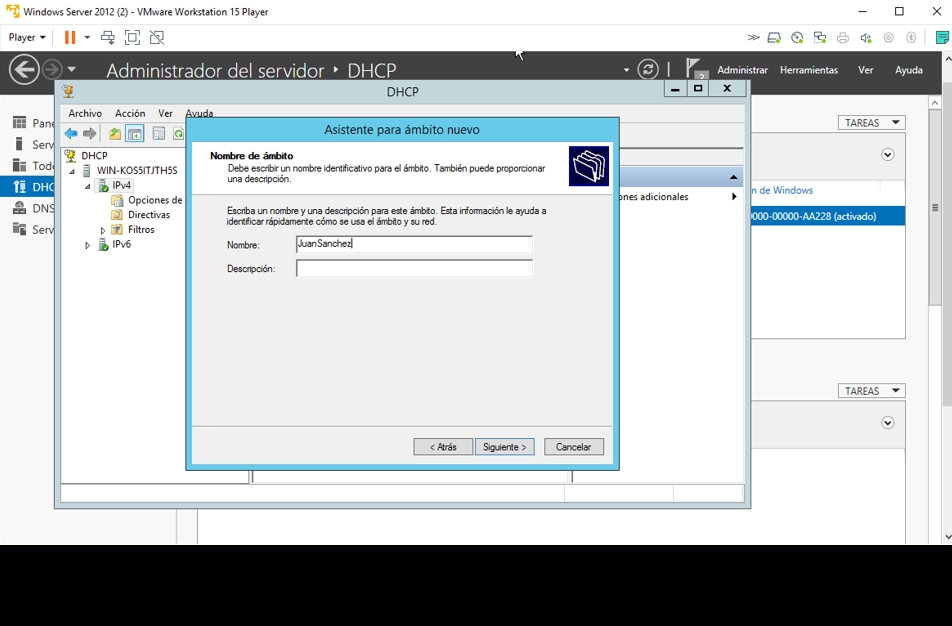 Windows Server 2012 (2) - VMware Workstation 15 Player
Player
Administrador del servidor • DHCP
Administrar Herramientas Ver Ayuda
DHCP
Archivo Acción Ver Ayuda
DHCP
WIN-KOS5ITJTH5S
IPv4
Opciones de
Directivas
Filtros
IPv6
Asistente para ámbito nuevo
Nombre de ámbito
Debe escribir un nombre identificativo para el ámbito. También puede proporcionar
una descripción.
Escriba un nombre y una descripción para este ámbito. Esta información le ayuda a
identificar rápidamente cómo se usa el ámbito y su red.
Nombre: JuanSanchez
Descripción:
< Atrás Siguiente > Cancelar
Pane
Serv
Todo
DHC
DNS
Serv
ones adicionales
TAREAS
n de Windows
0000-00000-AA228 (activado)
TAREAS